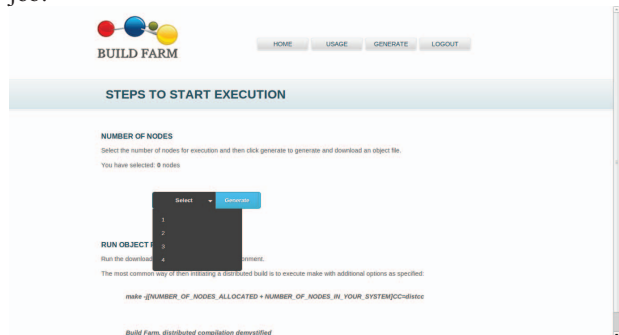 job.
BUILD FARM
HOME USAGE GENERATE LOGOUT
STEPS TO START EXECUTION
NUMBER OF NODES
Select the number of nodes for execution and then click generate to generate and download an object file.
You have selected: 0 nodes
Select Generate
1
2
3
4
RUN OBJECT
Run the download onment.
The most common way of then initiating a distributed build is to execute make with additional options as specified:
make -j[NUMBER_OF_NODES_ALLOCATED + NUMBER_OF_NODES_IN_YOUR_SYSTEM]CC=distcc
Build Farm, distributed compilation demystified